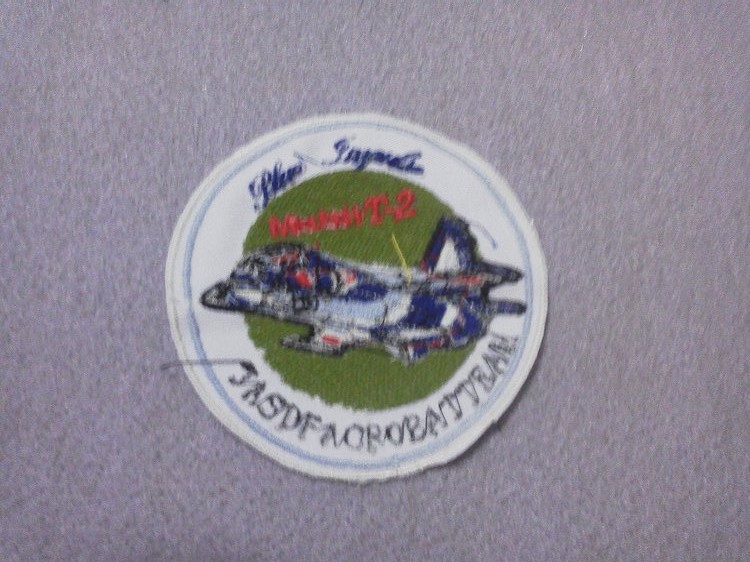 Blue Impulse
T-2
JASDF ACROBAT TEAM